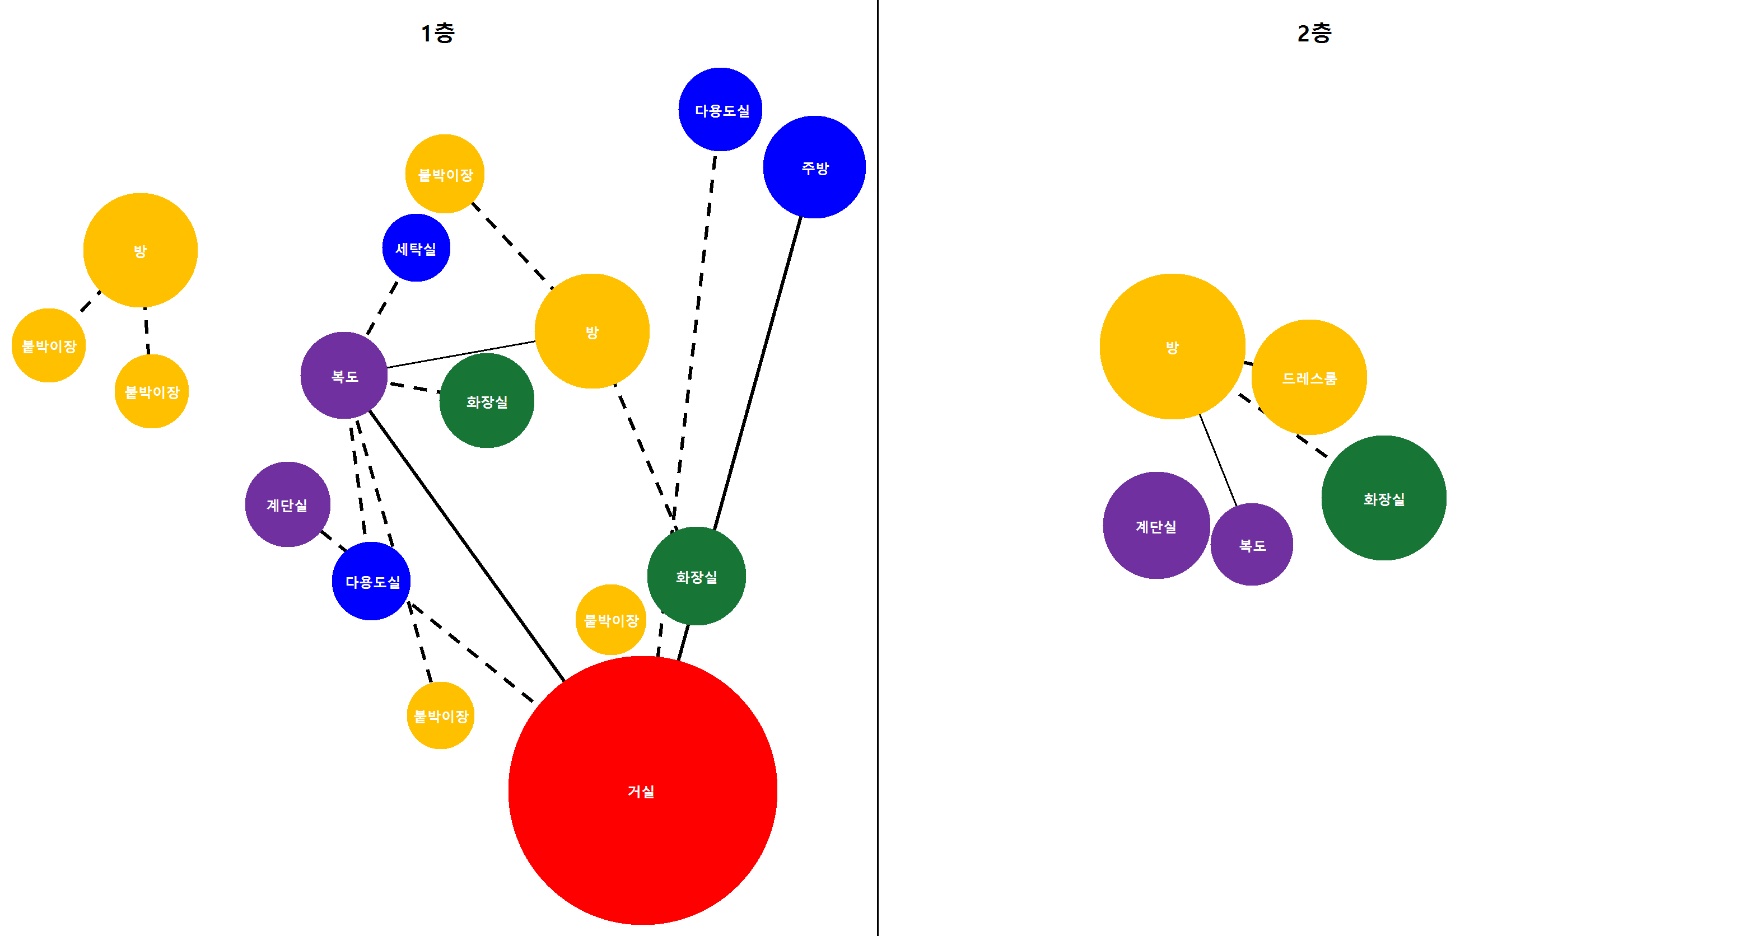 1층
다용도실
주방
붙박이장
세탁실
방
방
붙박이장
복도
붙박이장
화장실
계단실
다용도실
화장실
붙박이장
붙박이장
거실
2층
방
드레스룸
화장실
계단실
복도